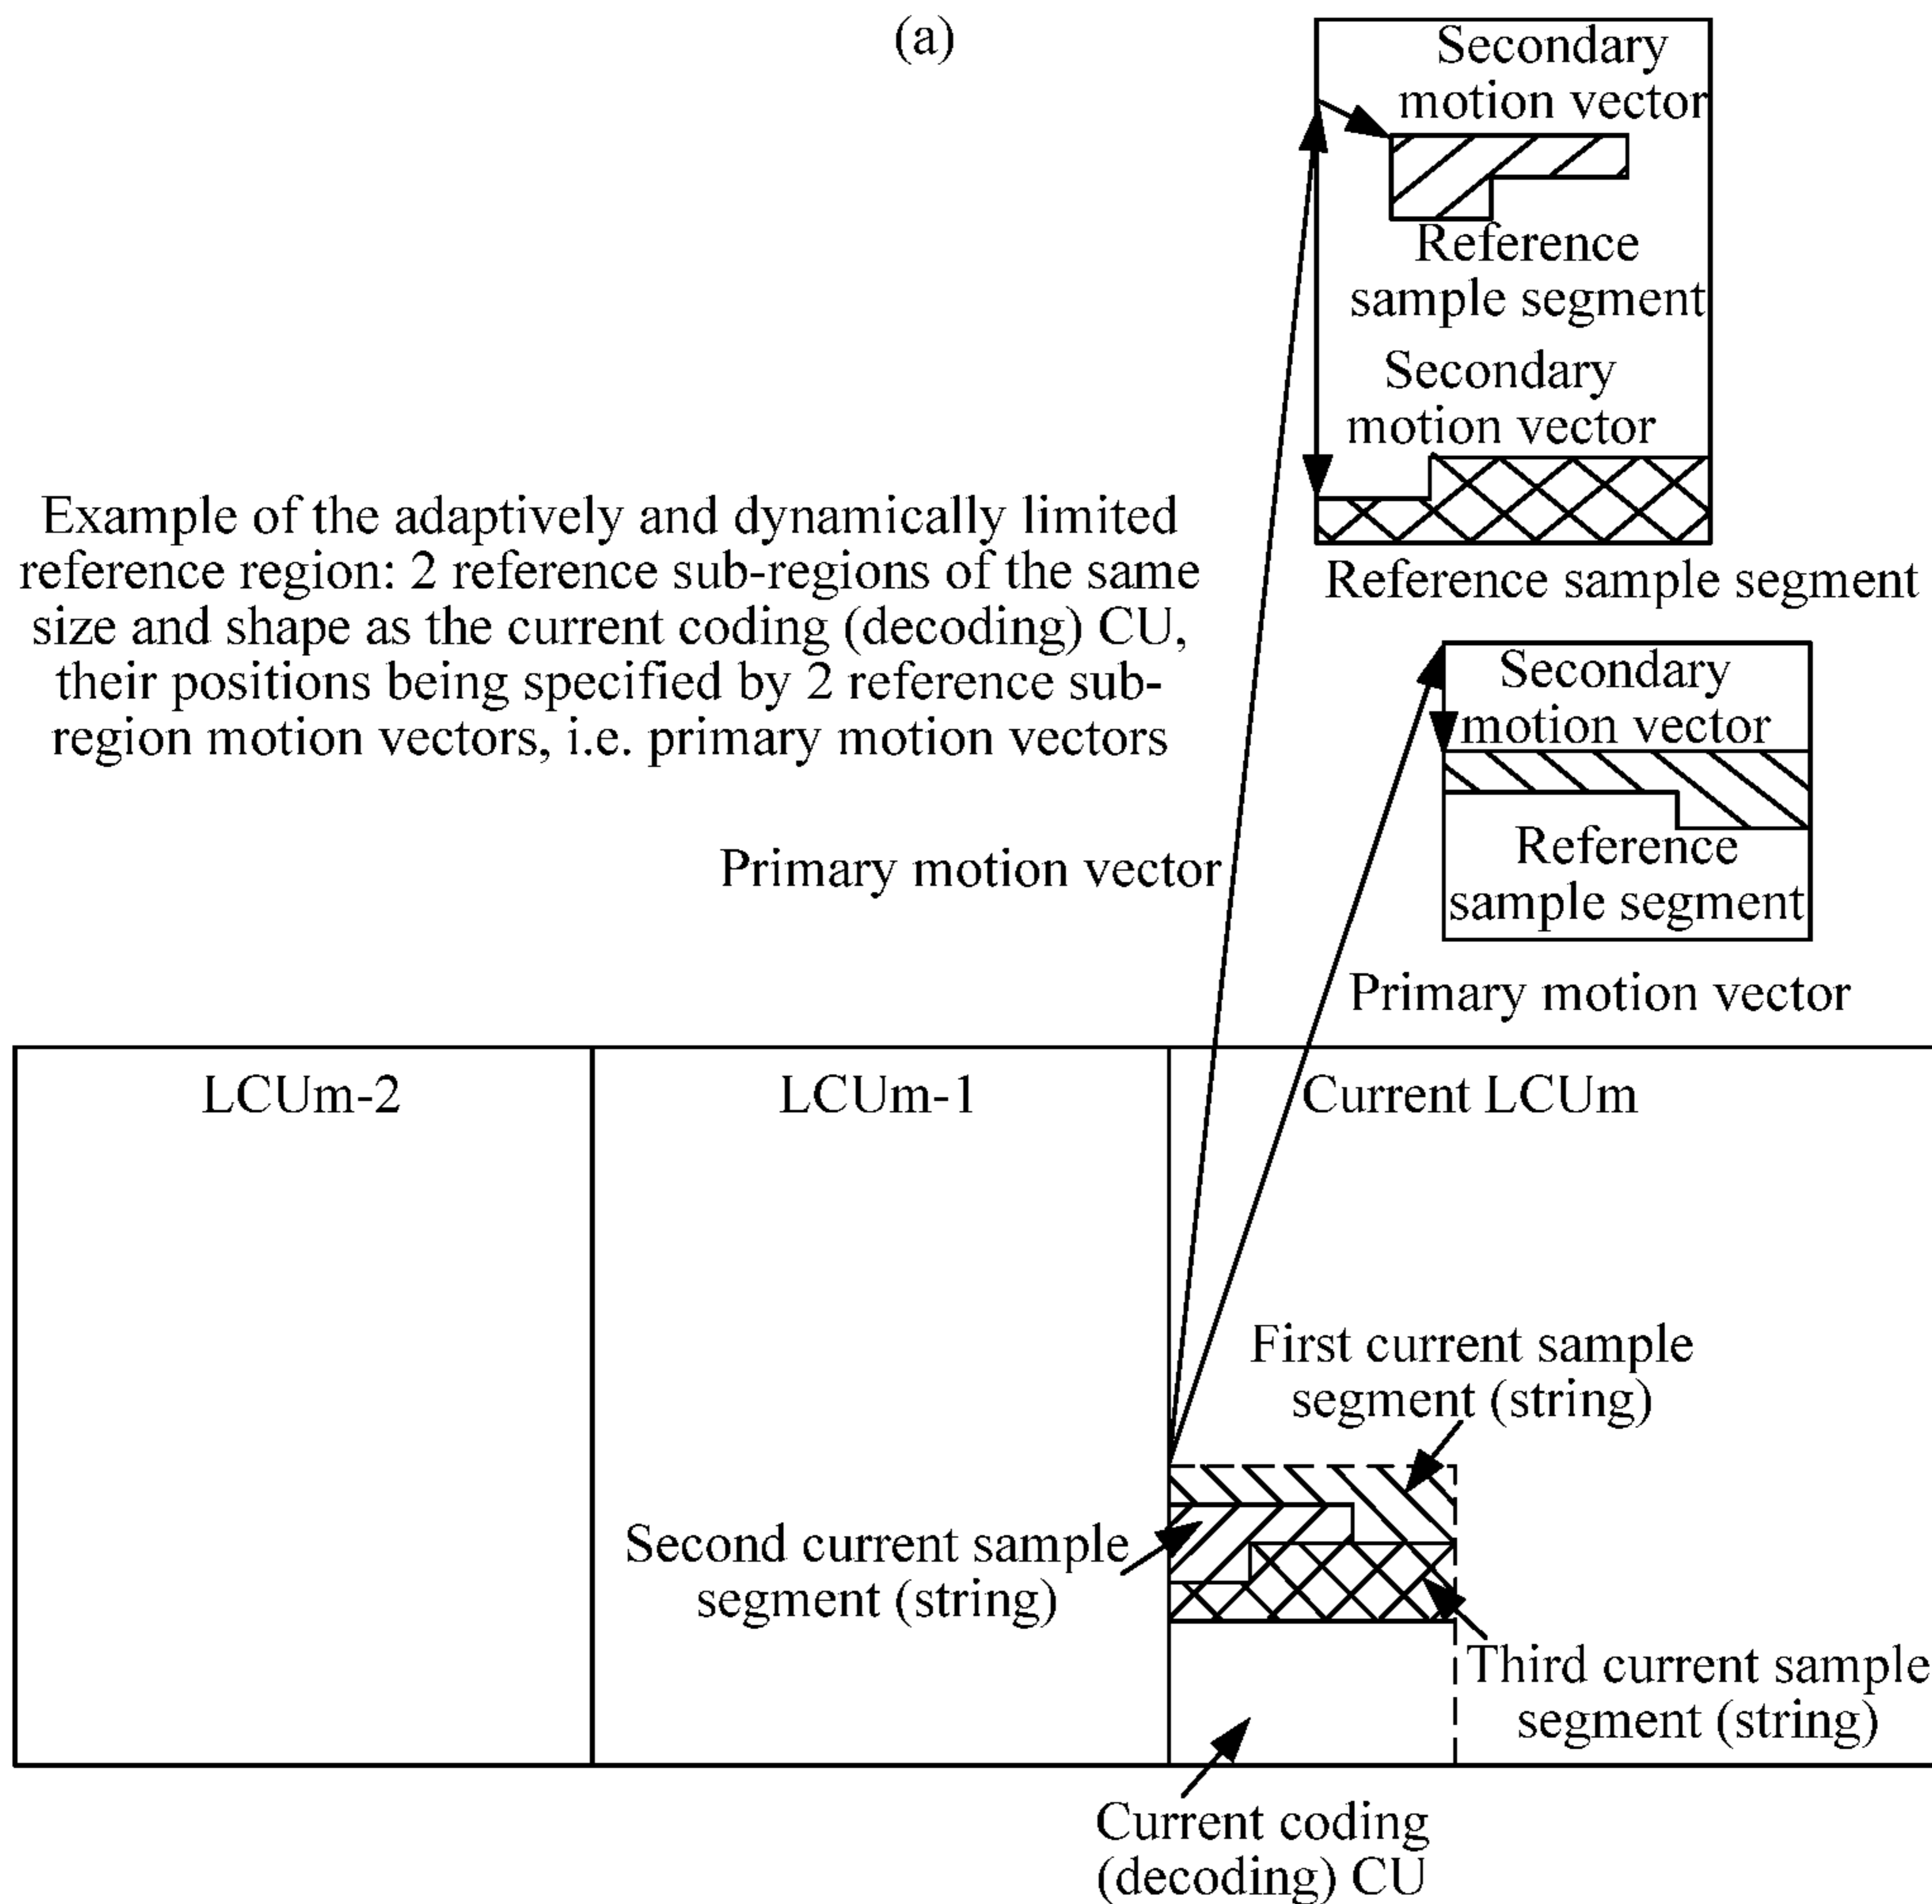 (a)
Secondary
motion vector
Reference
sample segment
Secondary
motion vector
Reference sample segment
Example of the adaptively and dynamically limited
reference region: 2 reference sub-regions of the same
size and shape as the current coding (decoding) CU,
their positions being specified by 2 reference sub-
region motion vectors, i.e. primary motion vectors
Secondary
motion vector
Reference
sample segment
Primary motion vector
Primary motion vector
LCUm-2
LCUm-1
Current LCUm
First current sample
segment (string)
Second current sample
segment (string)
Third current sample
segment (string)
Current coding
(decoding) CU